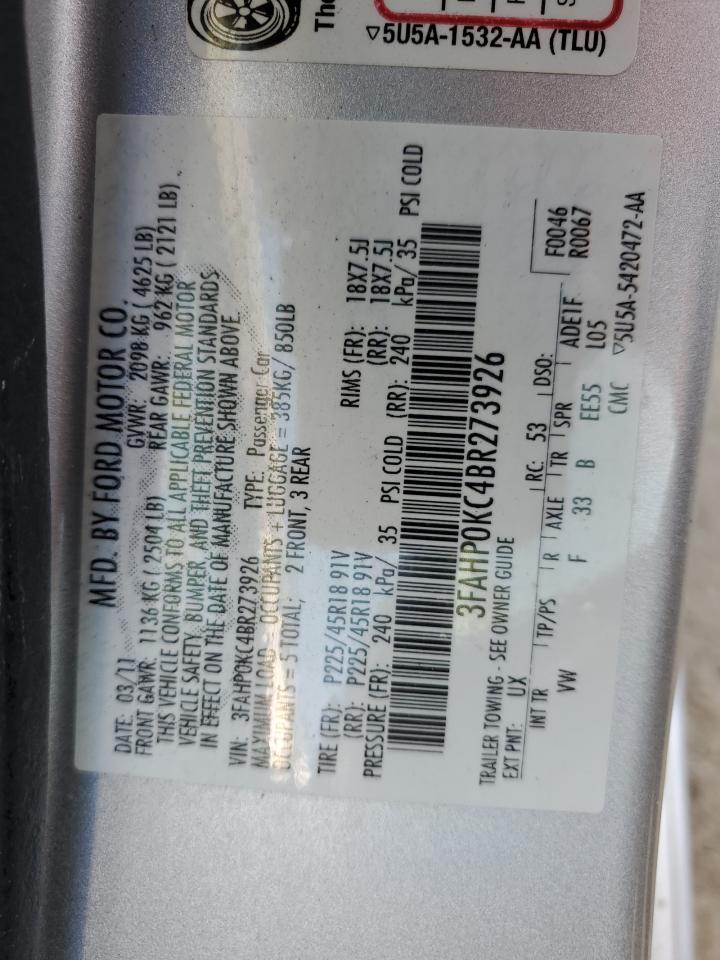 The
▽5U5A-1532-AA (TLU)
MFD. BY FORD MOTOR CO.
DATE: 03/11 GVWR: 2098 KG ( 4625 LB)
FRONT GAWR: 1136 KG ( 2504 LB) REAR GAWR: 962 KG ( 2121 LB) .
THIS VEHICLE CONFORMS TO ALL APPLICABLE FEDERAL MOTOR
VEHICLE SAFETY, BUMPER, AND THEFT PREVENTION STANDARDS
IN EFFECT ON THE DATE OF MANUFACTURE SHOWN ABOVE.
VIN: 3FAHP0KC4BR273926 TYPE: Passenger Car
MAXIMUM LOAD = OCCUPANTS + LUGGAGE = 385KG/ 850LB
OCCUPANTS = 5 TOTAL; 2 FRONT, 3 REAR
TIRE (FR): P225/45R18 91V RIMS (FR): 18X7.5J
(RR): P225/45R18 91V (RR): 18X7.5J
PRESSURE (FR): 240 kPa/ 35 PSI COLD (RR): 240 kPa/ 35 PSI COLD
3FAHP0KC4BR273926
TRAILER TOWING - SEE OWNER GUIDE
EXT PNT: UX RC: 53 DSO: F0046
R0067
INT TR TP/PS R AXLE TR SPR ADE1F
VW F 33 B EE55 L05
CMC ▽5U5A-5420472-AA